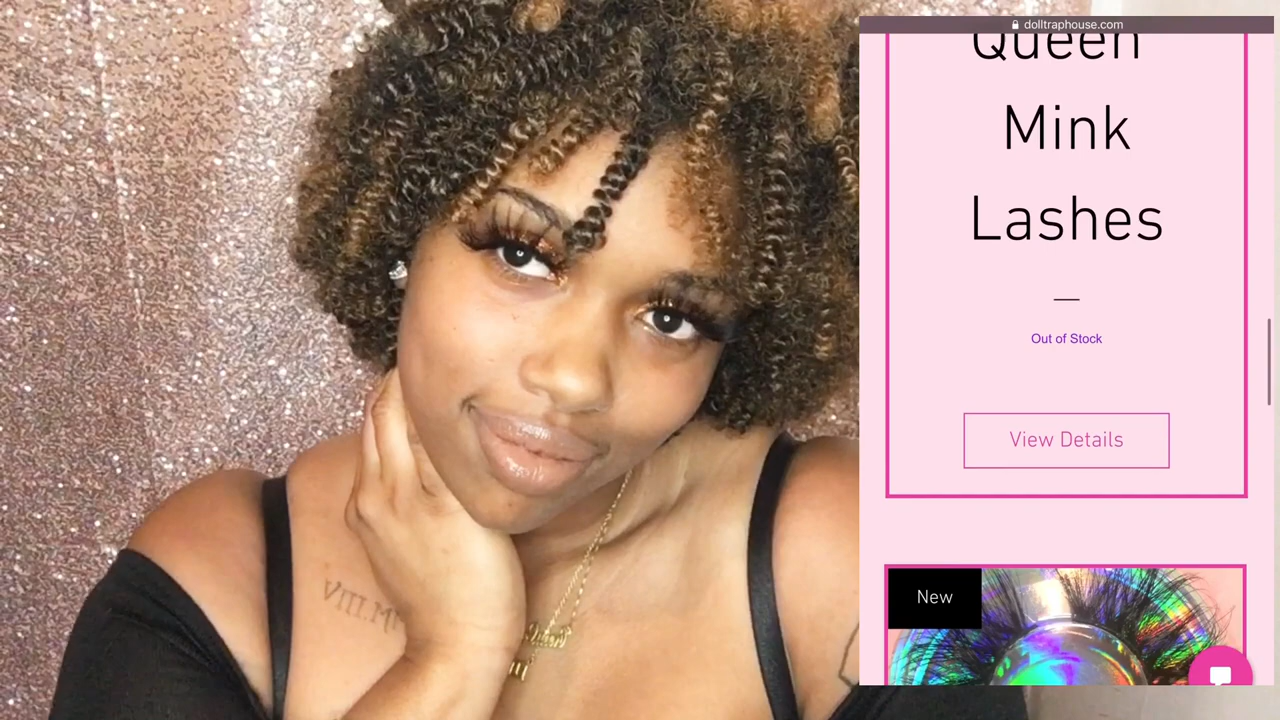 dolltraphouse.com
Queen
Mink
Lashes
Out of Stock
View Details
New